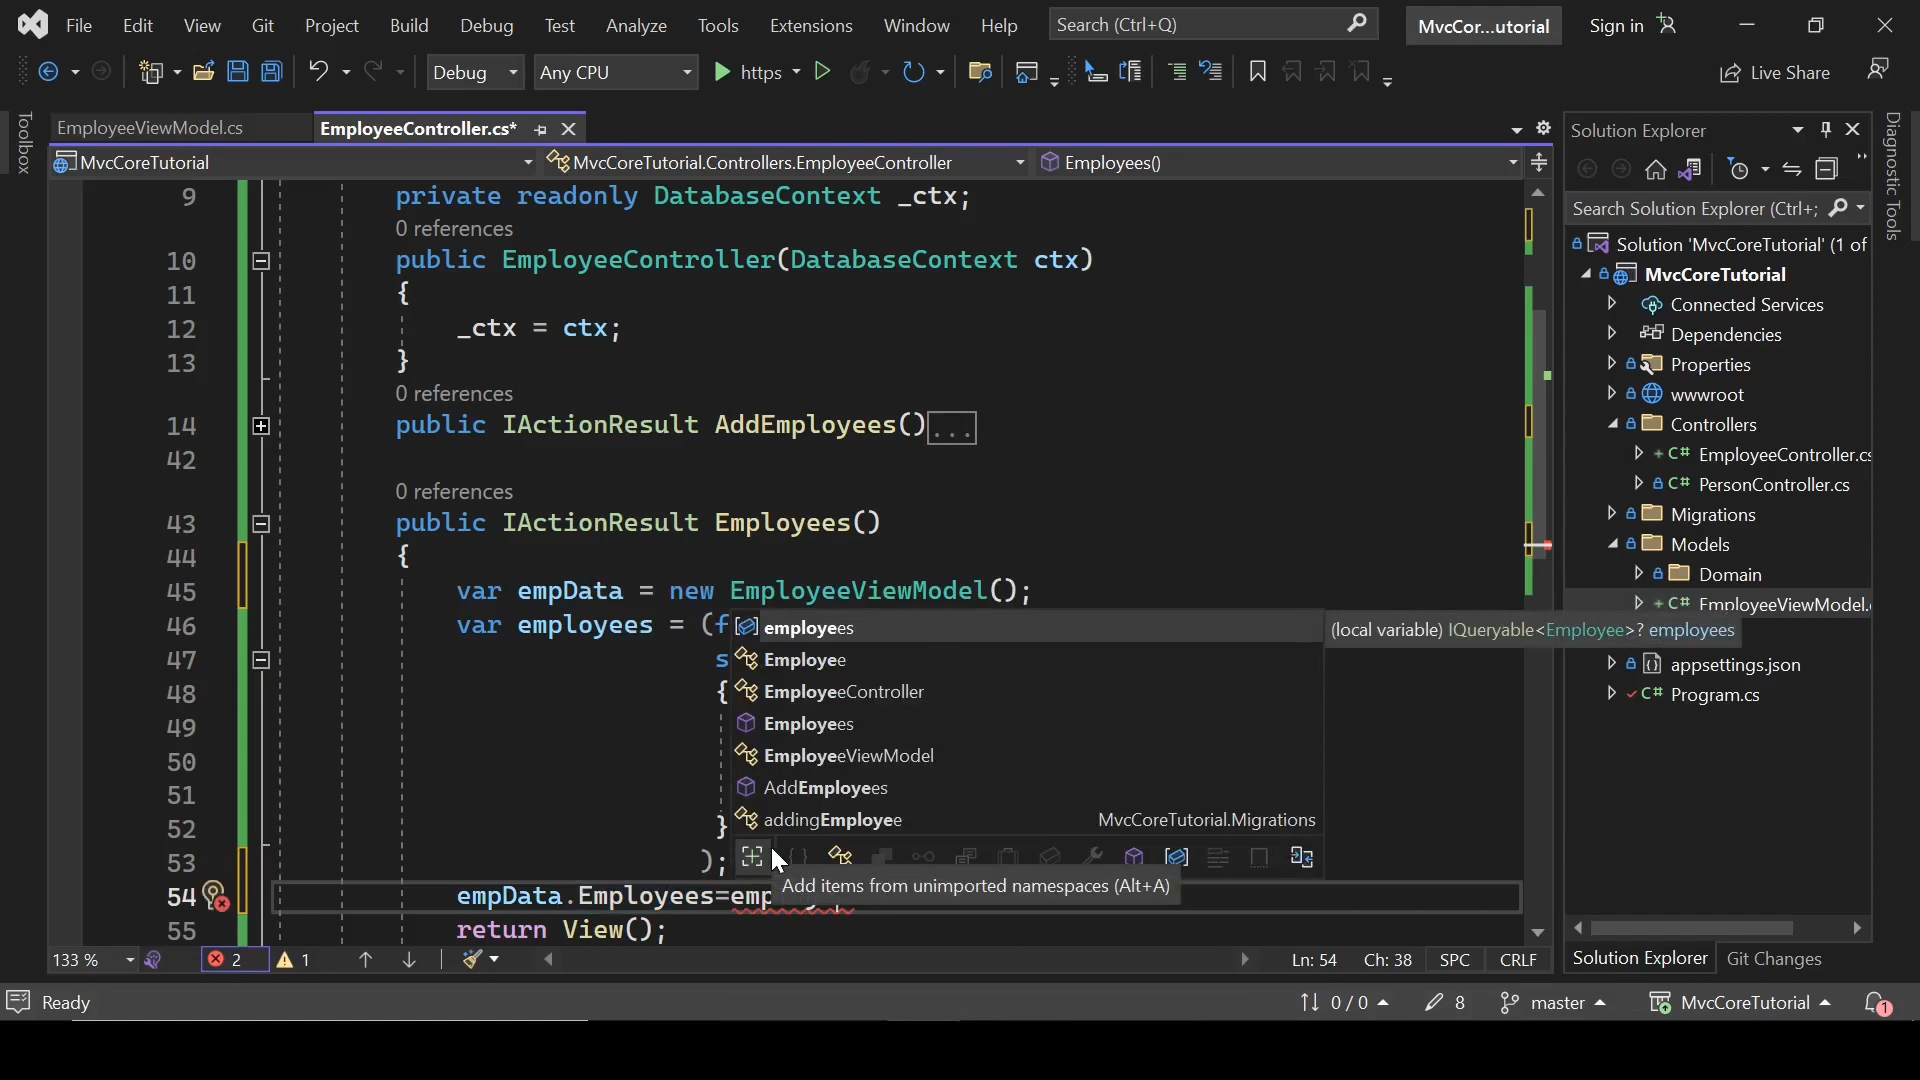 File Edit View Git Project Build Debug Test Analyze Tools Extensions Window Help Search (Ctrl+Q) MvcCor...utorial Sign in
Debug Any CPU https Live Share
Toolbox
EmployeeViewModel.cs EmployeeController.cs*
MvcCoreTutorial MvcCoreTutorial.Controllers.EmployeeController Employees()
9 private readonly DatabaseContext _ctx;
0 references
10 public EmployeeController(DatabaseContext ctx)
11 {
12 _ctx = ctx;
13 }
0 references
14 public IActionResult AddEmployees()...
42
0 references
43 public IActionResult Employees()
44 {
45 var empData = new EmployeeViewModel();
46 var employees = (f
47 s
48 {
49
50
51
52 }
53 );
54 empData.Employees=emp
55 return View();
employees
Employee
EmployeeController
Employees
EmployeeViewModel
AddEmployees
addingEmployee MvcCoreTutorial.Migrations
Add items from unimported namespaces (Alt+A)
(local variable) IQueryable<Employee>? employees
133 % 2 1 Ln: 54 Ch: 38 SPC CRLF
Solution Explorer
Search Solution Explorer (Ctrl+;
Solution 'MvcCoreTutorial' (1 of
MvcCoreTutorial
Connected Services
Dependencies
Properties
wwwroot
Controllers
C# EmployeeController.cs
C# PersonController.cs
Migrations
Models
Domain
C# EmployeeViewModel.
appsettings.json
C# Program.cs
Solution Explorer Git Changes
Diagnostic Tools
Ready 0 / 0 8 master MvcCoreTutorial 1